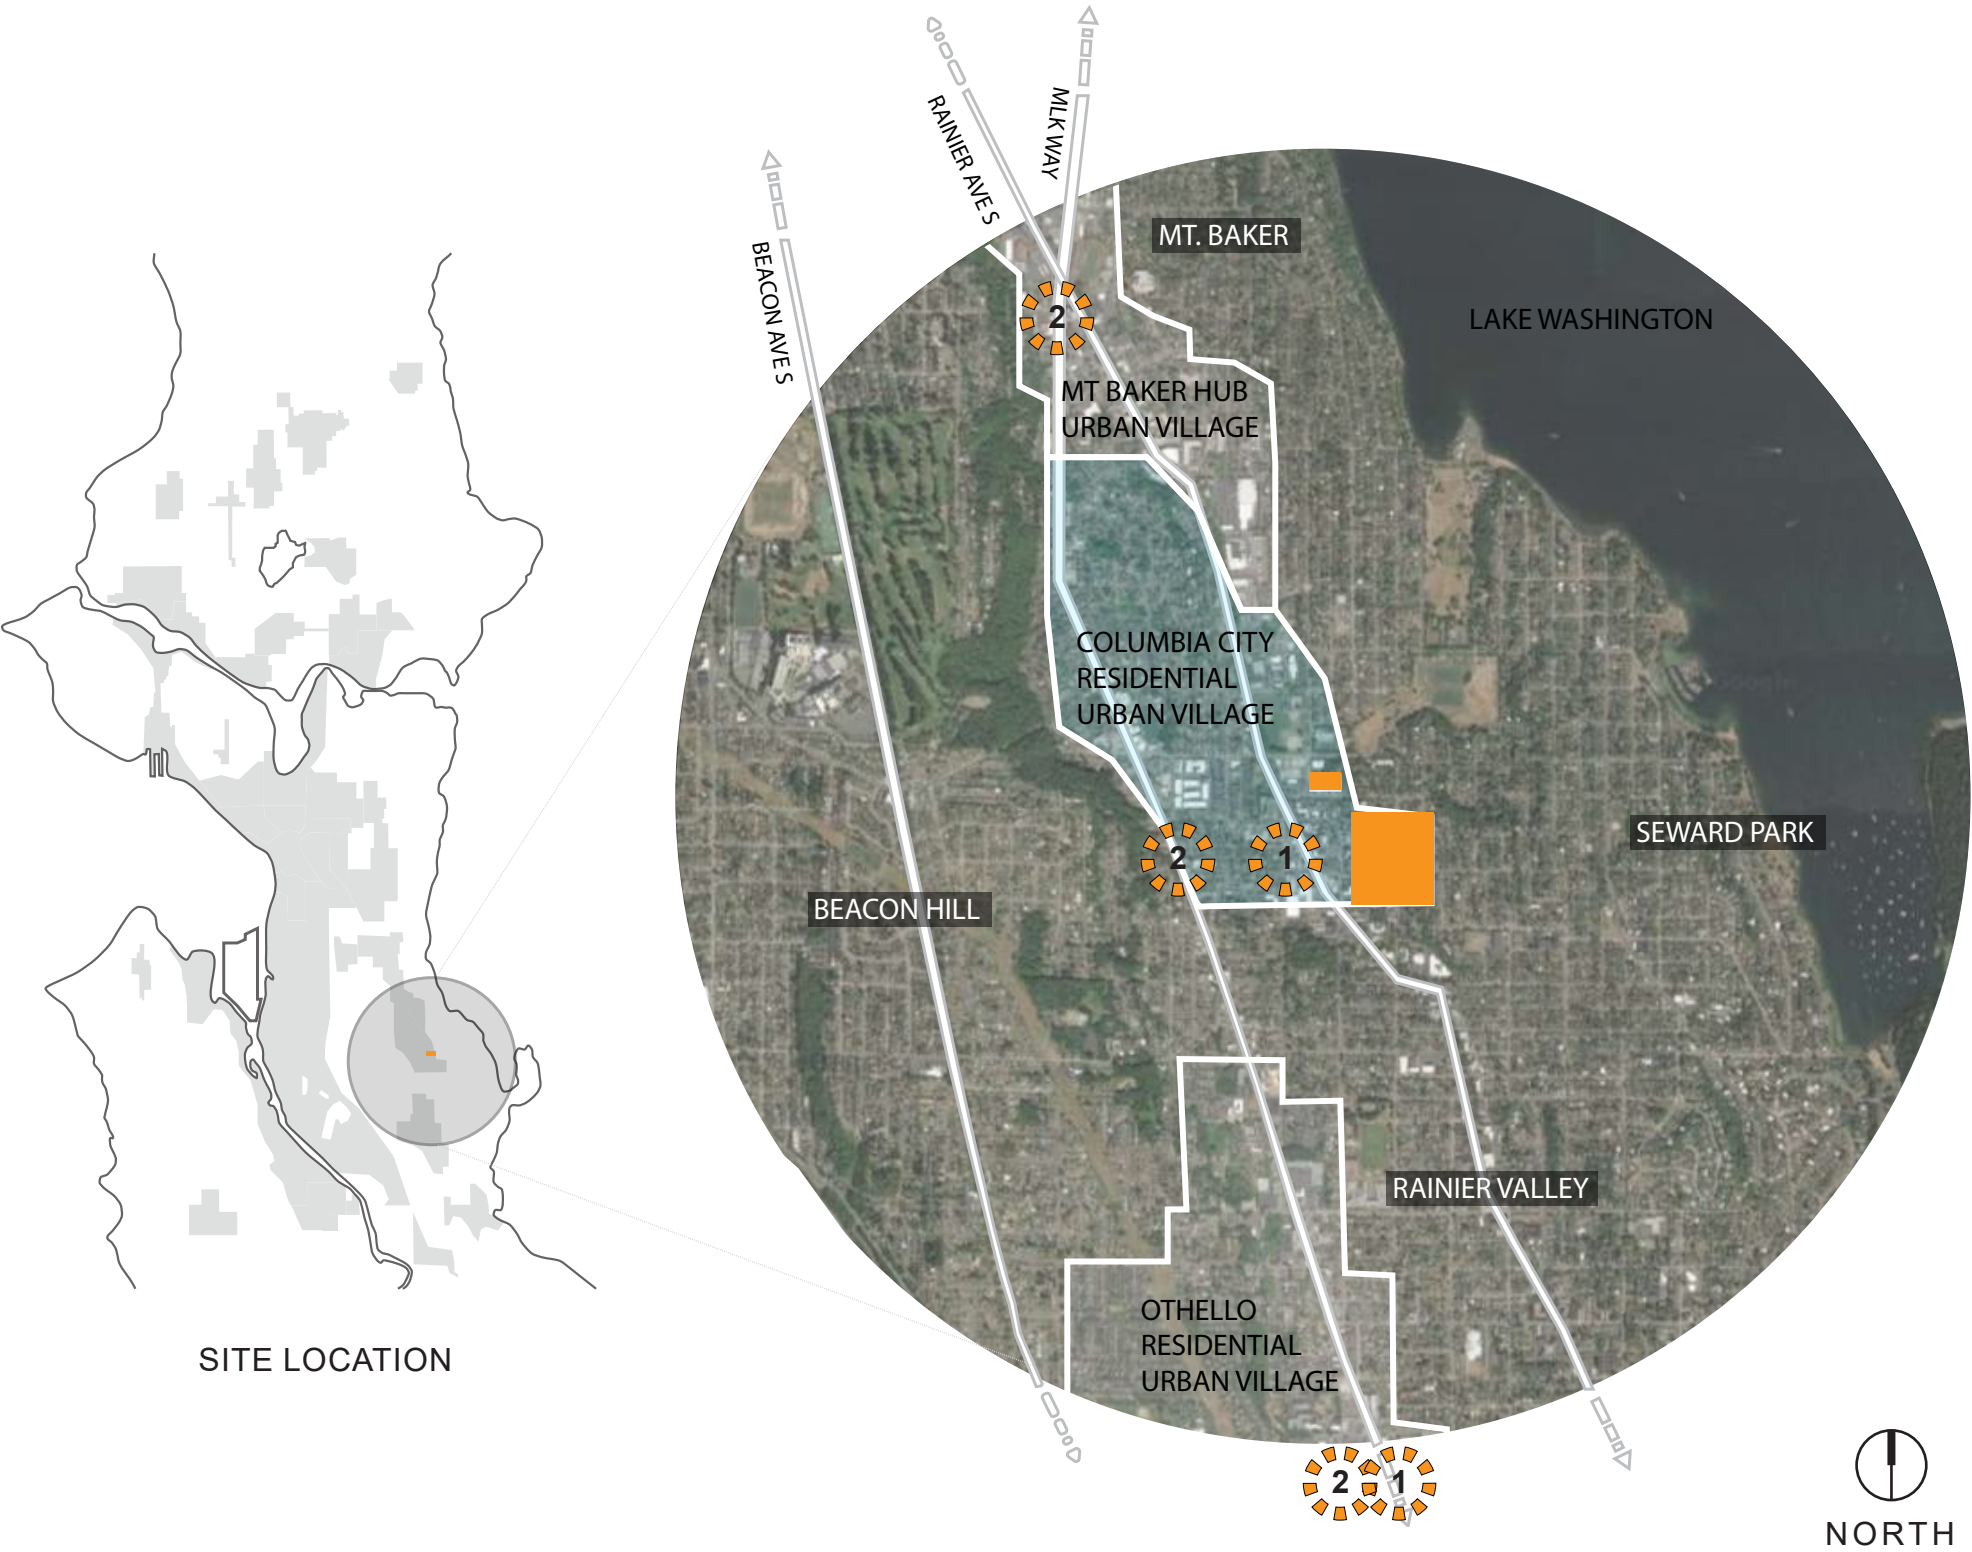 RAINIER AVE S
MLK WAY
BEACON AVE S
MT. BAKER
LAKE WASHINGTON
2
MT BAKER HUB
URBAN VILLAGE
COLUMBIA CITY
RESIDENTIAL
URBAN VILLAGE
SEWARD PARK
2
1
BEACON HILL
RAINIER VALLEY
OTHELLO
RESIDENTIAL
URBAN VILLAGE
SITE LOCATION
2
1
NORTH